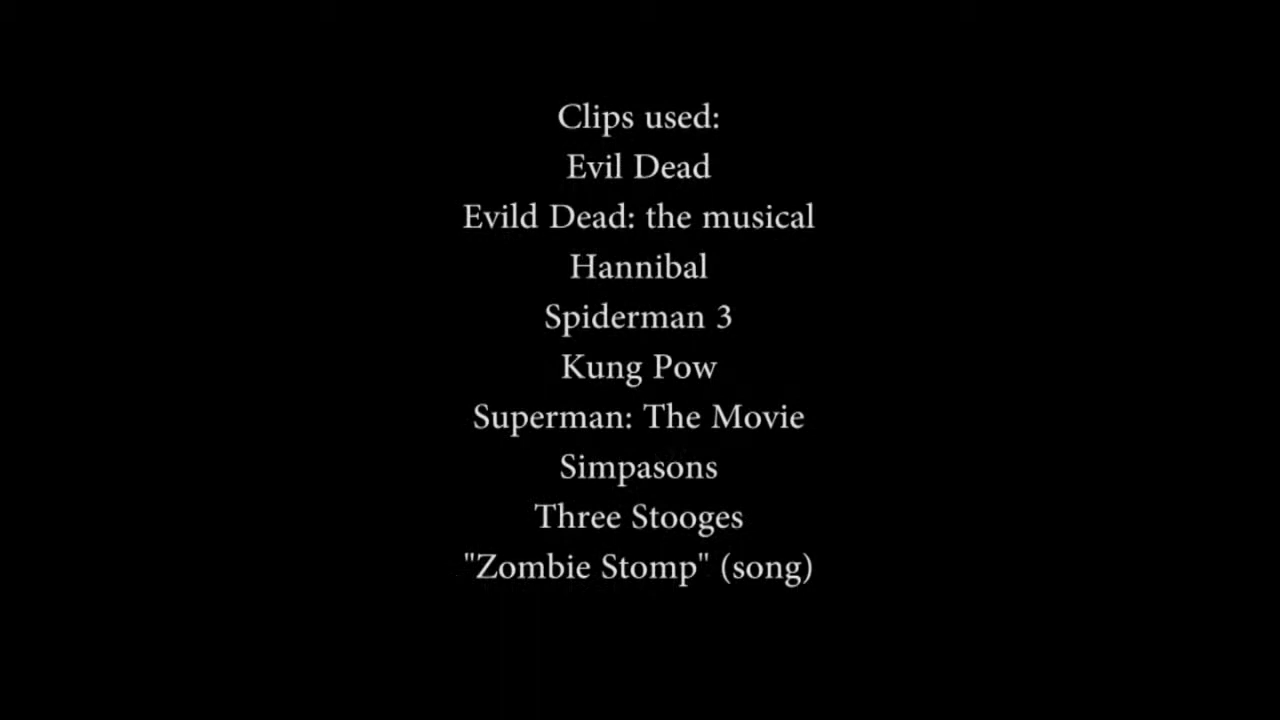 Clips used:
Evil Dead
Evild Dead: the musical
Hannibal
Spiderman 3
Kung Pow
Superman: The Movie
Simpasons
Three Stooges
"Zombie Stomp" (song)